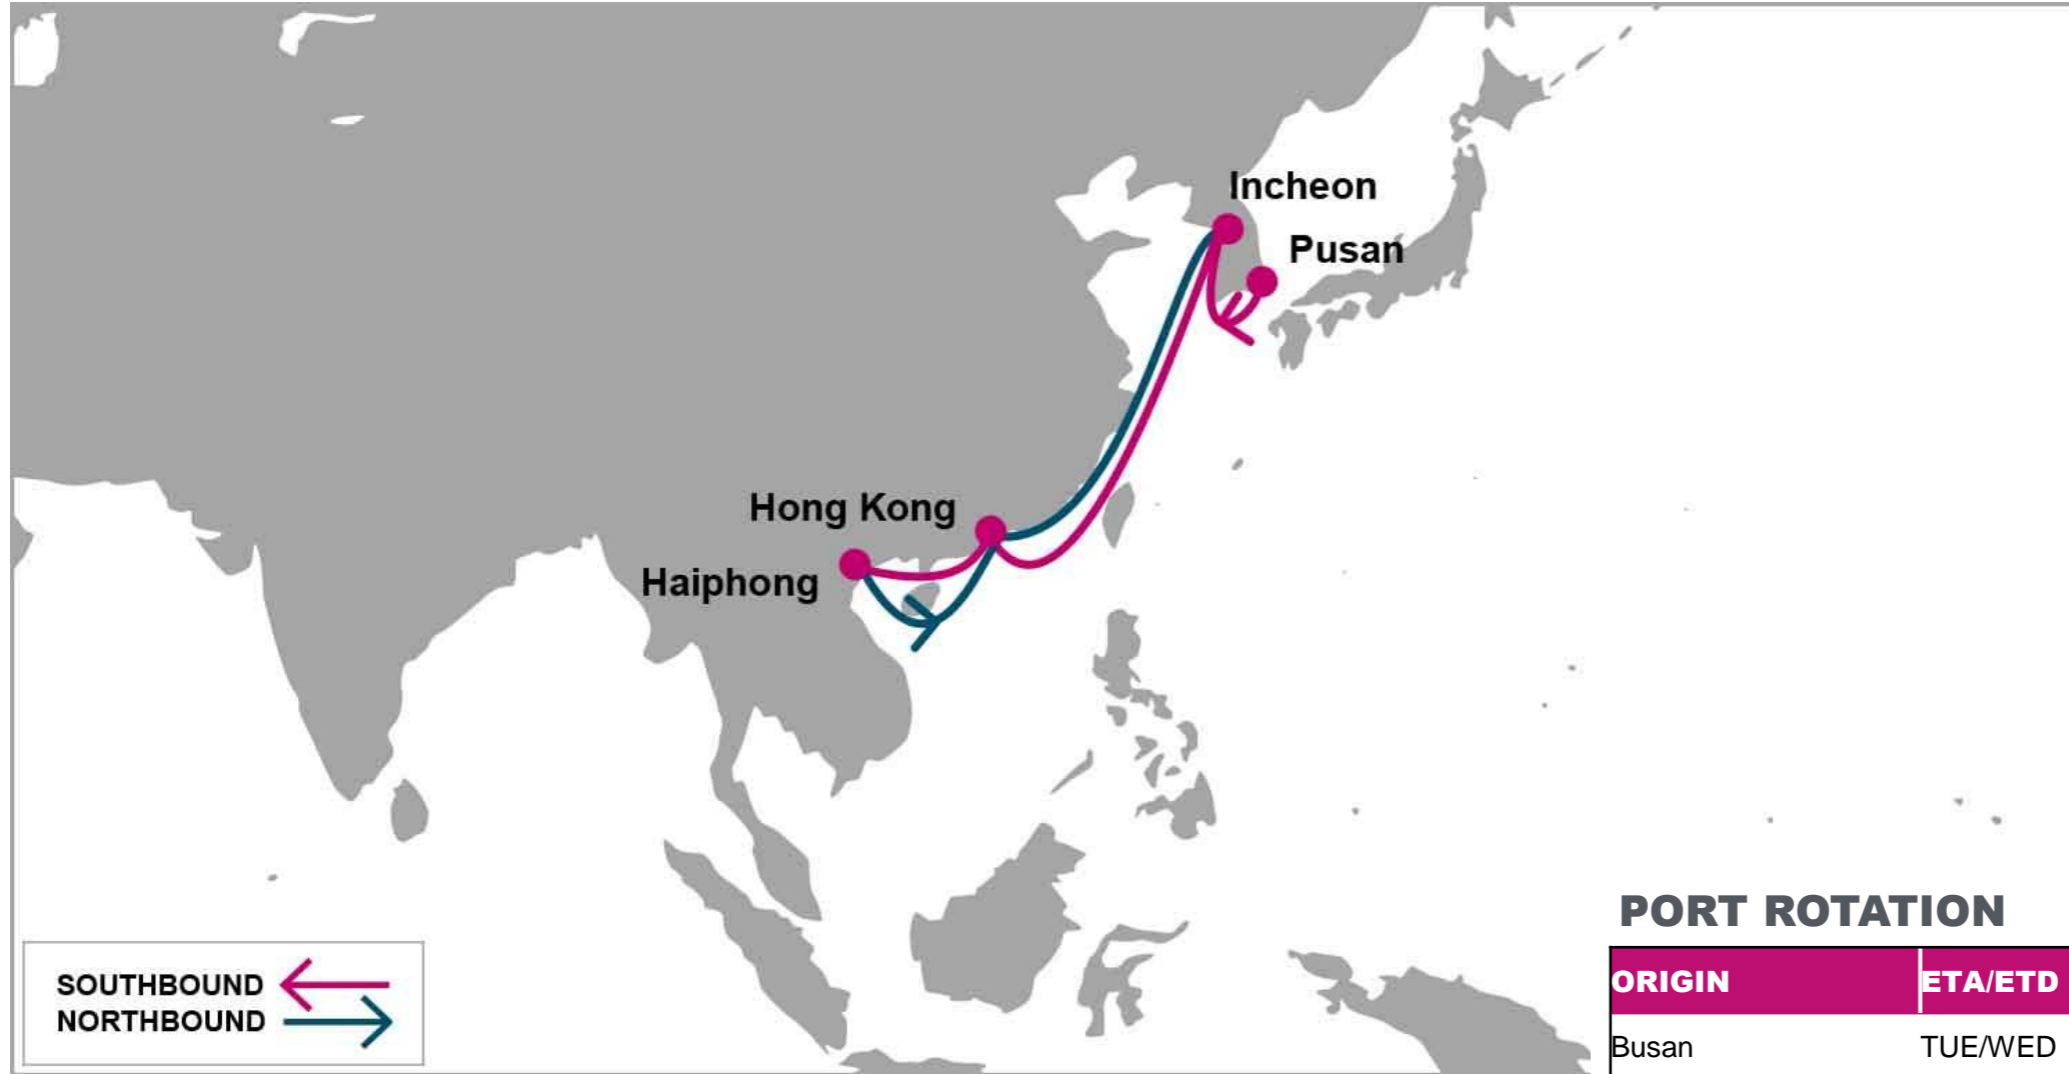 Incheon
Pusan
Hong Kong
Haiphong
SOUTHBOUND
NORTHBOUND
PORT ROTATION
ORIGIN ETA/ETD
Busan TUE/WED